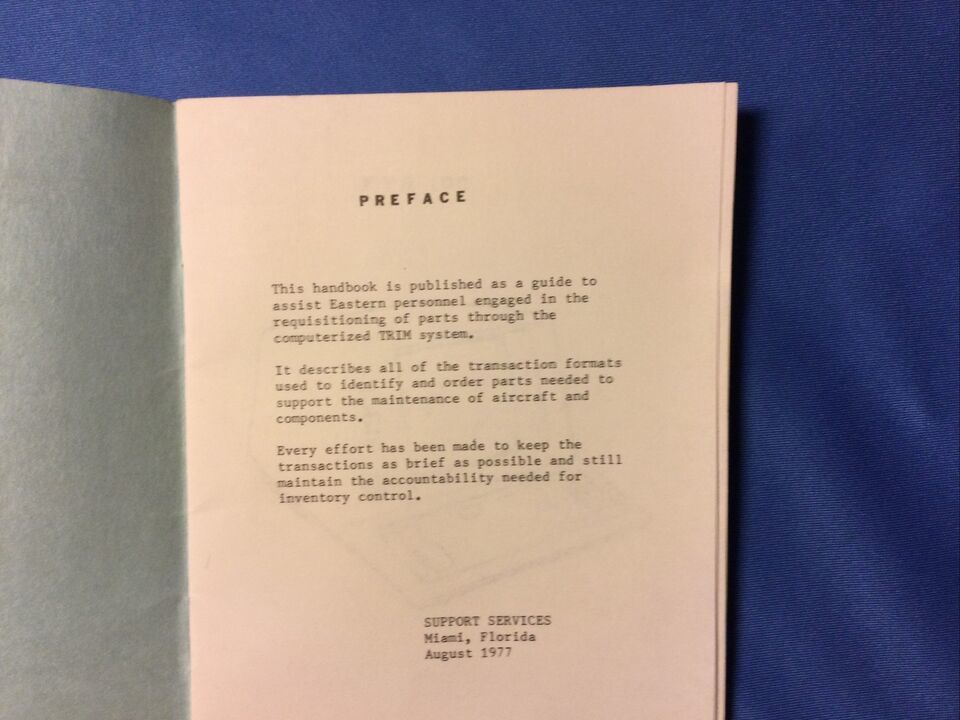 PREFACE
This handbook is published as a guide to
assist Eastern personnel engaged in the
requisitioning of parts through the
computerized TRIM system.
It describes all of the transaction formats
used to identify and order parts needed to
support the maintenance of aircraft and
components.
Every effort has been made to keep the
transactions as brief as possible and still
maintain the accountability needed for
inventory control.
SUPPORT SERVICES
Miami, Florida
August 1977